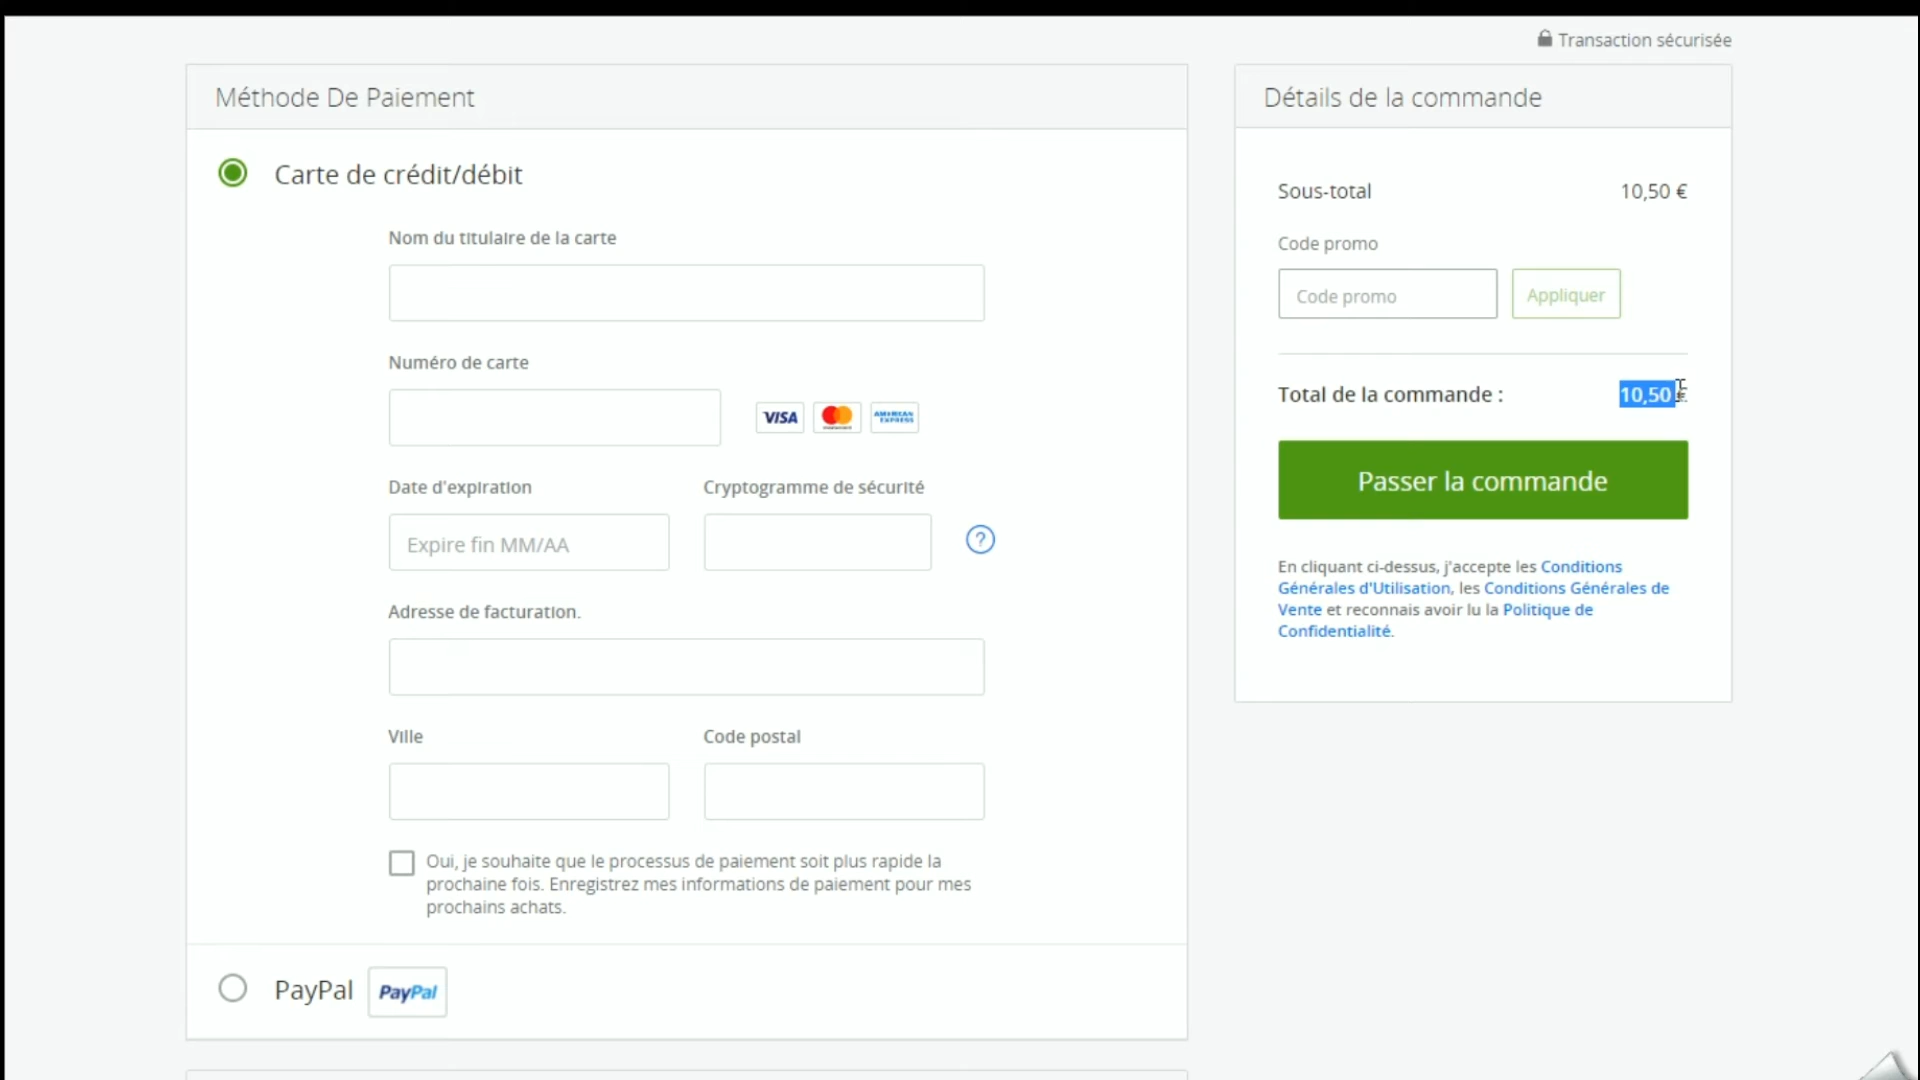 Transaction sécurisée
Méthode De Paiement
Carte de crédit/débit
Nom du titulaire de la carte
Numéro de carte
VISA
AMERICAN
EXPRESS
Date d'expiration
Cryptogramme de sécurité
Expire fin MM/AA
?
Adresse de facturation.
Ville
Code postal
Oui, je souhaite que le processus de paiement soit plus rapide la
prochaine fois. Enregistrez mes informations de paiement pour mes
prochains achats.
PayPal PayPal
Détails de la commande
Sous-total 10,50 €
Code promo
Code promo Appliquer
Total de la commande : 10,50 €
Passer la commande
En cliquant ci-dessus, j'accepte les Conditions
Générales d'Utilisation, les Conditions Générales de
Vente et reconnais avoir lu la Politique de
Confidentialité.